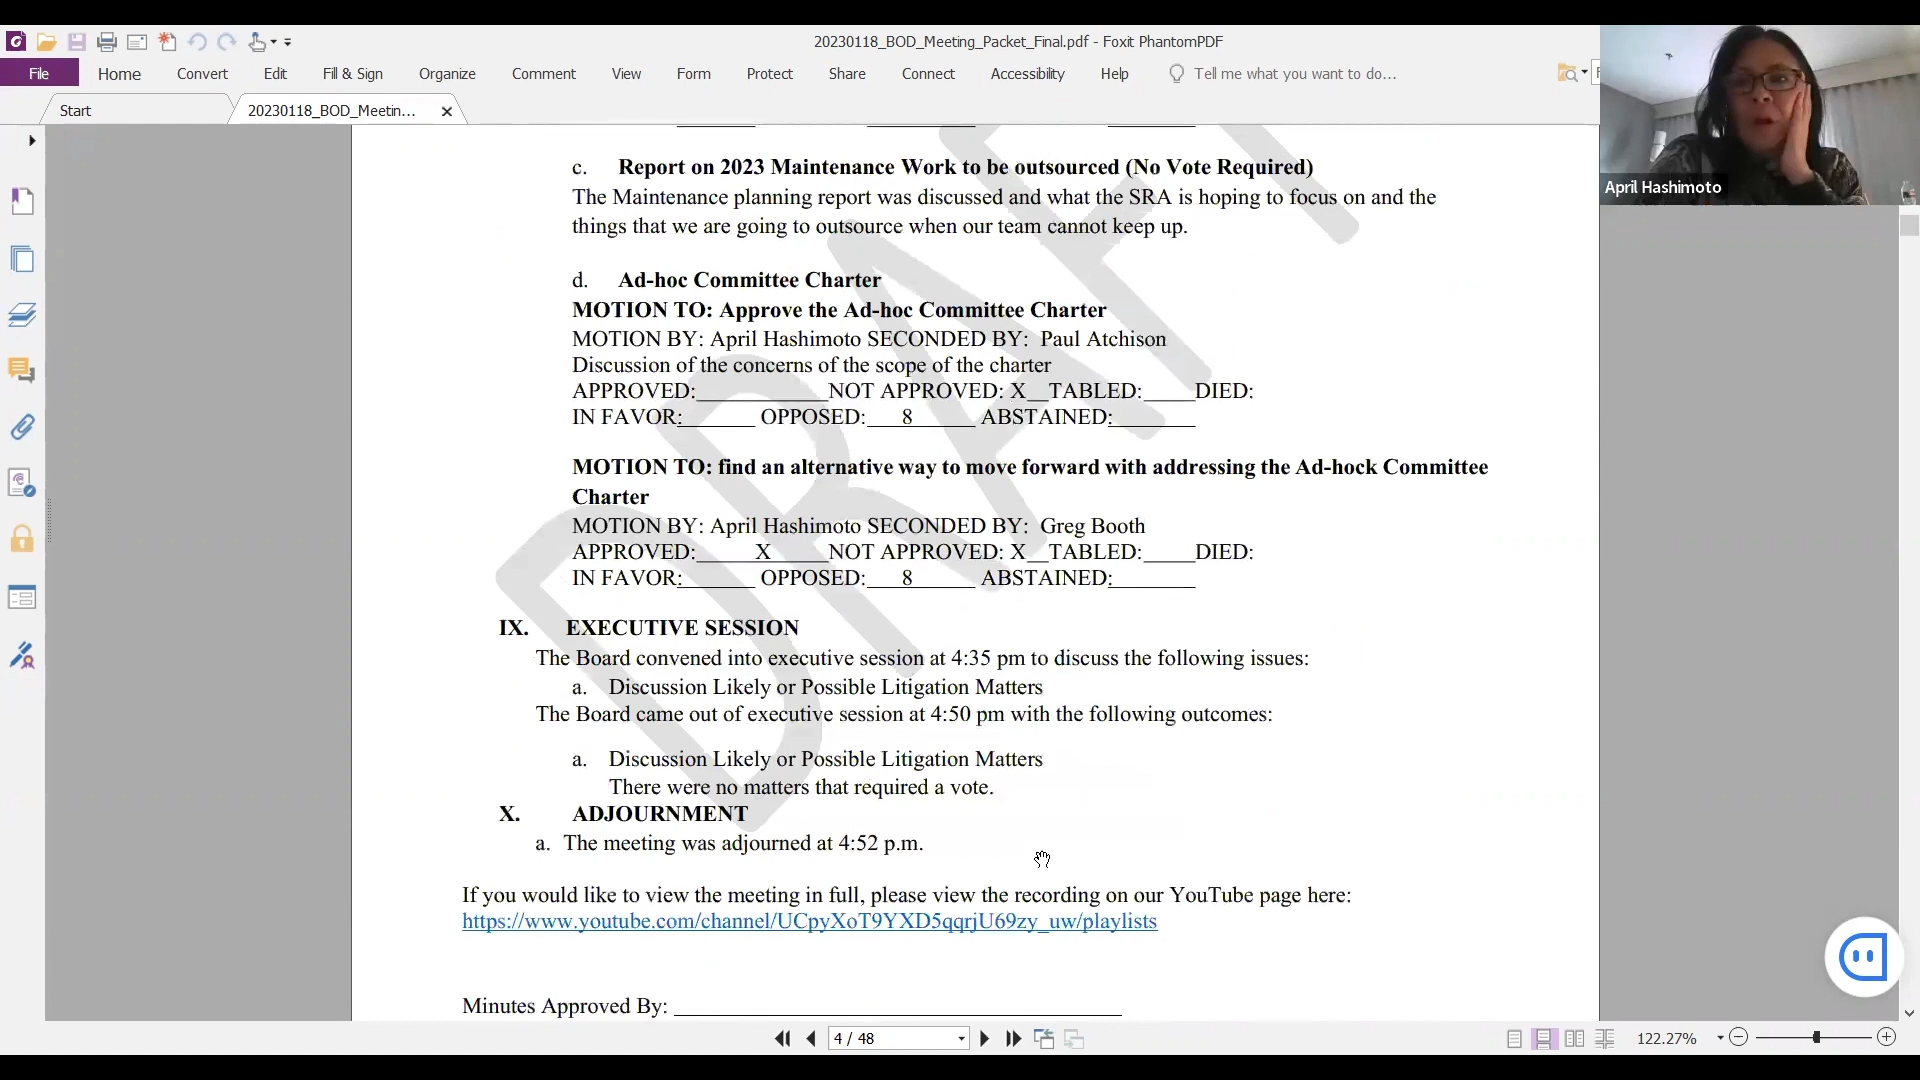 20230118_BOD_Meeting_Packet_Final.pdf - Foxit PhantomPDF
File Home Convert Edit Fill & Sign Organize Comment View Form Protect Share Connect Accessibility Help Tell me what you want to do...
Start 20230118_BOD_Meetin...
April Hashimoto
DRAFT
c. Report on 2023 Maintenance Work to be outsourced (No Vote Required)
The Maintenance planning report was discussed and what the SRA is hoping to focus on and the
things that we are going to outsource when our team cannot keep up.
d. Ad-hoc Committee Charter
MOTION TO: Approve the Ad-hoc Committee Charter
MOTION BY: April Hashimoto SECONDED BY: Paul Atchison
Discussion of the concerns of the scope of the charter
APPROVED:____________NOT APPROVED: X__TABLED:_____DIED:
IN FAVOR:_______ OPPOSED:___8______ ABSTAINED:________
MOTION TO: find an alternative way to move forward with addressing the Ad-hock Committee
Charter
MOTION BY: April Hashimoto SECONDED BY: Greg Booth
APPROVED:_____X_____NOT APPROVED: X__TABLED:_____DIED:
IN FAVOR:_______ OPPOSED:___8______ ABSTAINED:________
IX. EXECUTIVE SESSION
The Board convened into executive session at 4:35 pm to discuss the following issues:
a. Discussion Likely or Possible Litigation Matters
The Board came out of executive session at 4:50 pm with the following outcomes:
a. Discussion Likely or Possible Litigation Matters
There were no matters that required a vote.
X. ADJOURNMENT
a. The meeting was adjourned at 4:52 p.m.
If you would like to view the meeting in full, please view the recording on our YouTube page here:
https://www.youtube.com/channel/UCpyXoT9YXD5qqrjU69zy_uw/playlists
Minutes Approved By: ________________________________________
4 / 48
122.27%